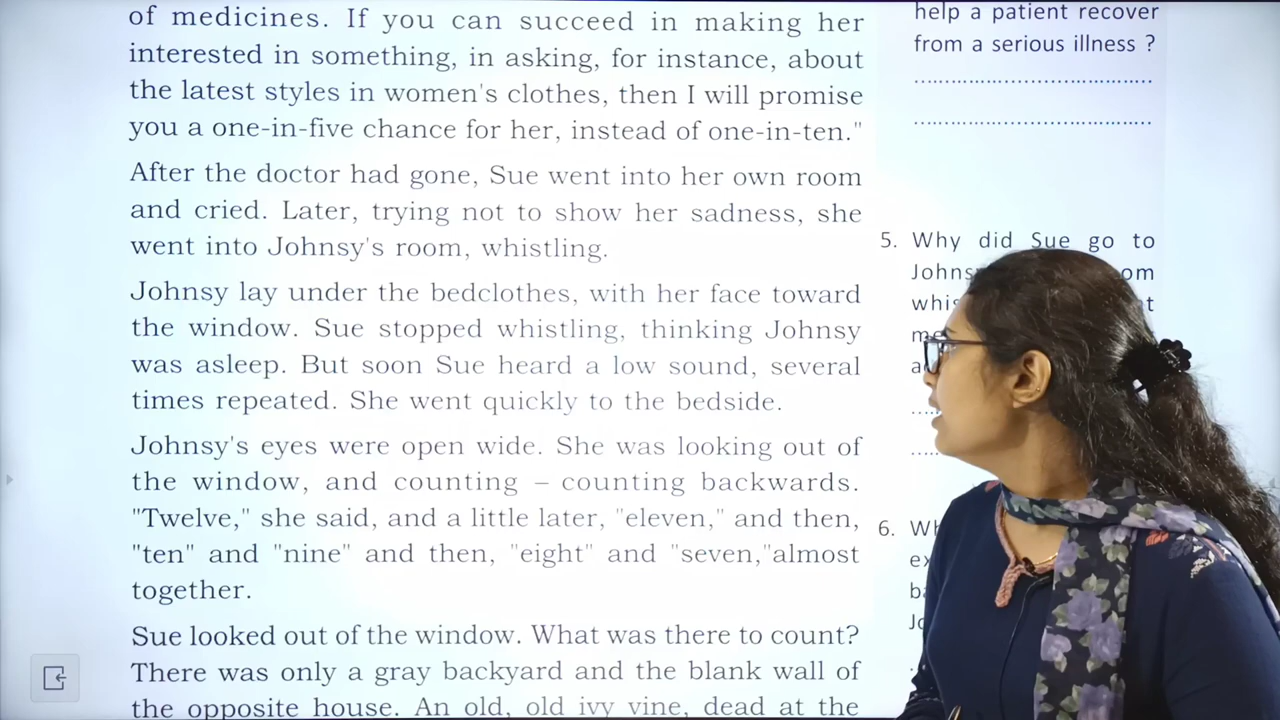 of medicines. If you can succeed in making her
interested in something, in asking, for instance, about
the latest styles in women's clothes, then I will promise
you a one-in-five chance for her, instead of one-in-ten."
After the doctor had gone, Sue went into her own room
and cried. Later, trying not to show her sadness, she
went into Johnsy's room, whistling.
Johnsy lay under the bedclothes, with her face toward
the window. Sue stopped whistling, thinking Johnsy
was asleep. But soon Sue heard a low sound, several
times repeated. She went quickly to the bedside.
Johnsy's eyes were open wide. She was looking out of
the window, and counting – counting backwards.
"Twelve," she said, and a little later, "eleven," and then,
"ten" and "nine" and then, "eight" and "seven,"almost
together.
Sue looked out of the window. What was there to count?
There was only a gray backyard and the blank wall of
the opposite house. An old, old ivy vine, dead at the
help a patient recover
from a serious illness ?
5. Why did Sue go to
6.